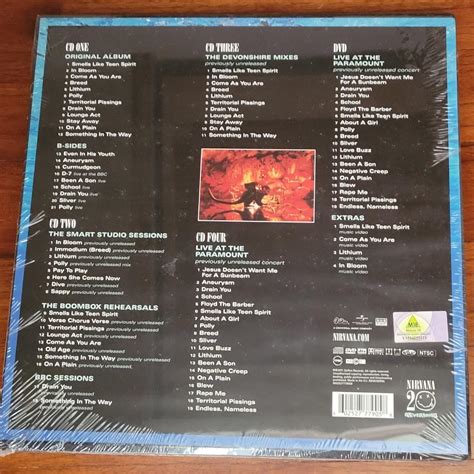 CD ONE
ORIGINAL ALBUM
1 Smells Like Teen Spirit
2 In Bloom
3 Come As You Are
4 Breed
5 Lithium
6 Polly
7 Territorial Pissings
8 Drain You
9 Lounge Act
10 Stay Away
11 On A Plain
12 Something In The Way
B-SIDES
13 Even In His Youth
14 Aneurysm
15 Curmudgeon
16 D-7 live at the BBC
17 Been A Son live
18 School live
19 Drain You live
20 Sliver live
21 Polly live
CD TWO
THE SMART STUDIO SESSIONS
1 In Bloom previously unreleased
2 Immodium (Breed) previously unreleased
3 Lithium previously unreleased
4 Polly previously unreleased mix
5 Pay To Play
6 Here She Comes Now
7 Dive previously unreleased
8 Sappy previously unreleased
THE BOOMBOX REHEARSALS
9 Smells Like Teen Spirit
10 Verse Chorus Verse previously unreleased
11 Territorial Pissings previously unreleased
12 Lounge Act previously unreleased
13 Come As You Are
14 Old Age previously unreleased
15 Something In The Way previously unreleased
16 On A Plain previously unreleased
BBC SESSIONS
17 Drain You previously unreleased
18 Something In The Way
CD THREE
THE DEVONSHIRE MIXES
previously unreleased
1 Smells Like Teen Spirit
2 In Bloom
3 Come As You Are
4 Breed
5 Lithium
6 Territorial Pissings
7 Drain You
8 Lounge Act
9 Stay Away
10 On A Plain
11 Something In The Way
CD FOUR
LIVE AT THE
PARAMOUNT
previously unreleased concert
1 Jesus Doesn't Want Me
For A Sunbeam
2 Aneurysm
3 Drain You
4 School
5 Floyd The Barber
6 Smells Like Teen Spirit
7 About A Girl
8 Polly
9 Breed
10 Sliver
11 Love Buzz
12 Lithium
13 Been A Son
14 Negative Creep
15 On A Plain
16 Blew
17 Rape Me
18 Territorial Pissings
19 Endless, Nameless
DVD
LIVE AT THE
PARAMOUNT
previously unreleased concert
1 Jesus Doesn't Want Me
For A Sunbeam
2 Aneurysm
3 Drain You
4 School
5 Floyd The Barber
6 Smells Like Teen Spirit
7 About A Girl
8 Polly
9 Breed
10 Sliver
11 Love Buzz
12 Lithium
13 Been A Son
14 Negative Creep
15 On A Plain
16 Blew
17 Rape Me
18 Territorial Pissings
19 Endless, Nameless
EXTRAS
1 Smells Like Teen Spirit
music video
2 Come As You Are
music video
3 Lithium
music video
4 In Bloom
music video
NIRVANA.COM
NTSC
NIRVANA
20